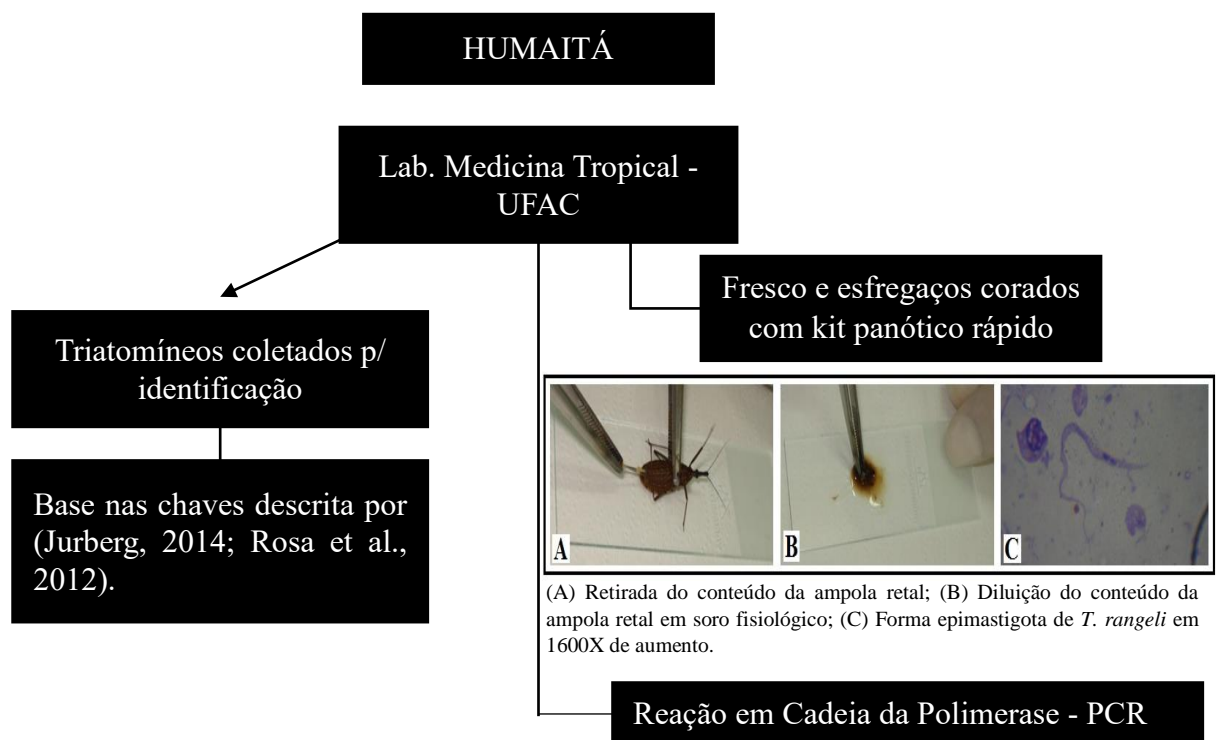 HUMAITÁ
Lab. Medicina Tropical -
UFAC
Fresco e esfregaços corados
com kit panótico rápido
Triatomíneos coletados p/
identificação
Base nas chaves descrita por
(Jurberg, 2014; Rosa et al.,
2012).
A
B
C
(A) Retirada do conteúdo da ampola retal; (B) Diluição do conteúdo da
ampola retal em soro fisiológico; (C) Forma epimastigota de T. rangeli em
1600X de aumento.
Reação em Cadeia da Polimerase - PCR